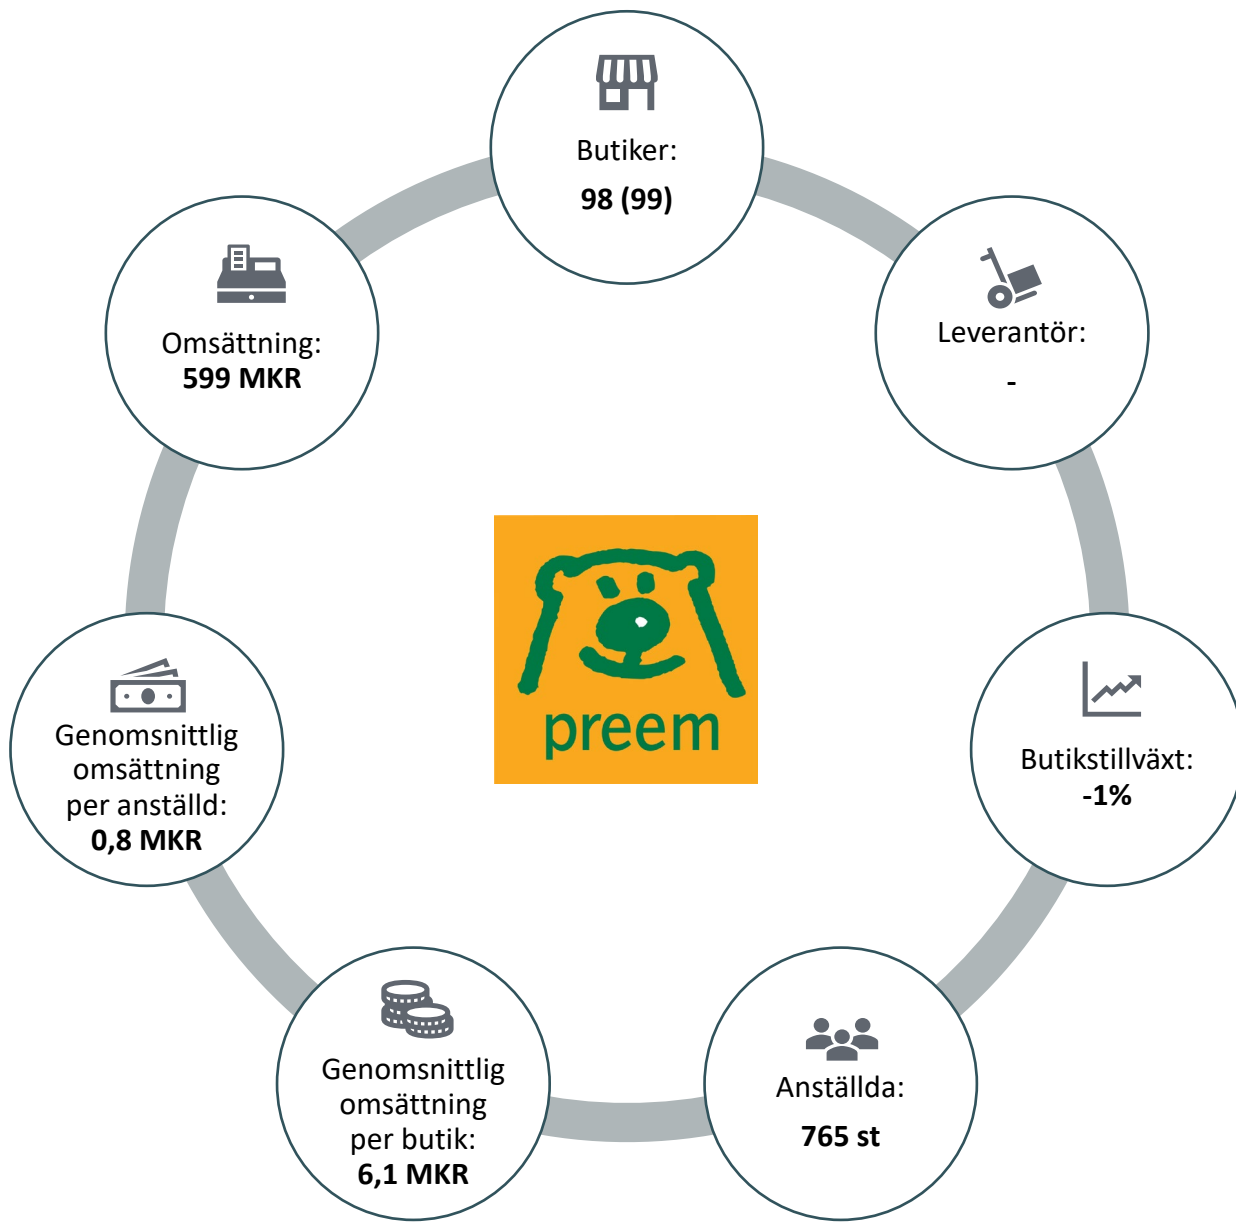 Butiker:
98 (99)
Leverantör:
-
Butikstillväxt:
-1%
Anställda:
765 st
Genomsnittlig
omsättning
per butik:
6,1 MKR
Genomsnittlig
omsättning
per anställd:
0,8 MKR
Omsättning:
599 MKR
preem